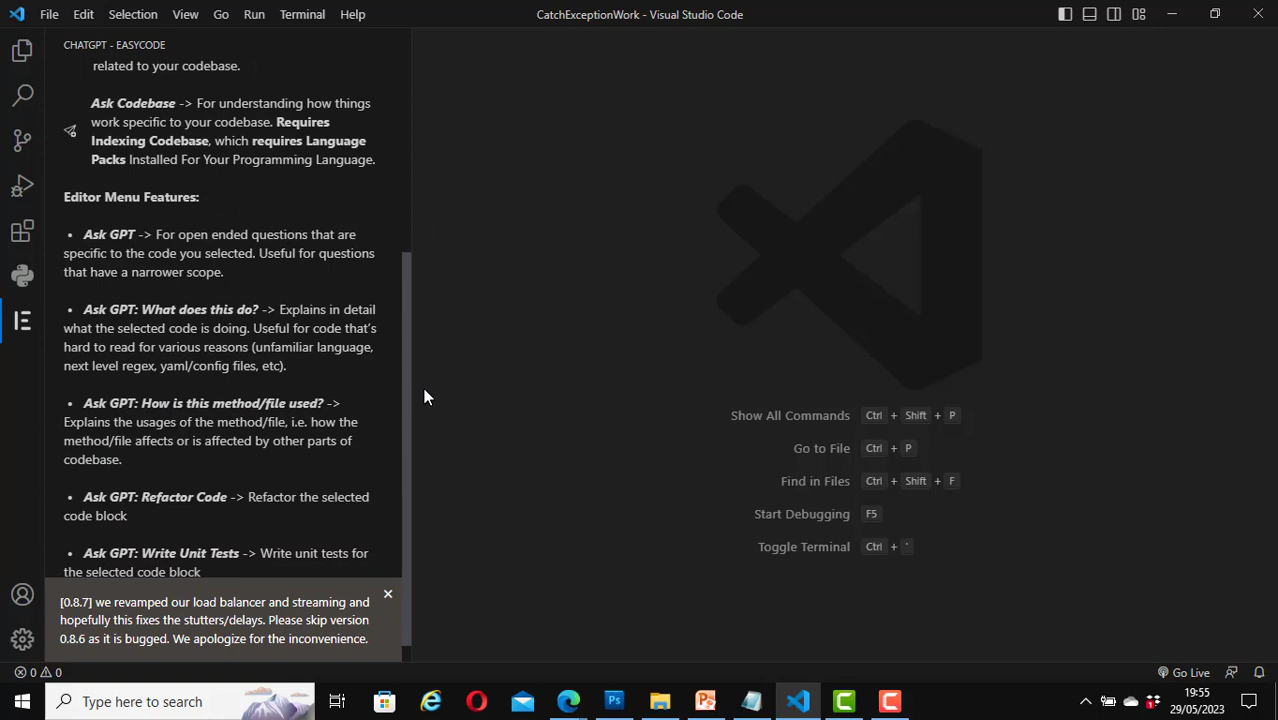 File Edit Selection View Go Run Terminal Help
CatchExceptionWork - Visual Studio Code
CHATGPT - EASYCODE
related to your codebase.
Ask Codebase -> For understanding how things
work specific to your codebase. Requires
Indexing Codebase, which requires Language
Packs Installed For Your Programming Language.
Editor Menu Features:
• Ask GPT -> For open ended questions that are
specific to the code you selected. Useful for questions
that have a narrower scope.
• Ask GPT: What does this do? -> Explains in detail
what the selected code is doing. Useful for code that’s
hard to read for various reasons (unfamiliar language,
next level regex, yaml/config files, etc).
• Ask GPT: How is this method/file used? ->
Explains the usages of the method/file, i.e. how the
method/file affects or is affected by other parts of
codebase.
• Ask GPT: Refactor Code -> Refactor the selected
code block
• Ask GPT: Write Unit Tests -> Write unit tests for
the selected code block
[0.8.7] we revamped our load balancer and streaming and
hopefully this fixes the stutters/delays. Please skip version
0.8.6 as it is bugged. We apologize for the inconvenience.
Show All Commands Ctrl + Shift + P
Go to File Ctrl + P
Find in Files Ctrl + Shift + F
Start Debugging F5
Toggle Terminal Ctrl + `
0 0
Go Live
Type here to search
Ps
1
19:55
29/05/2023